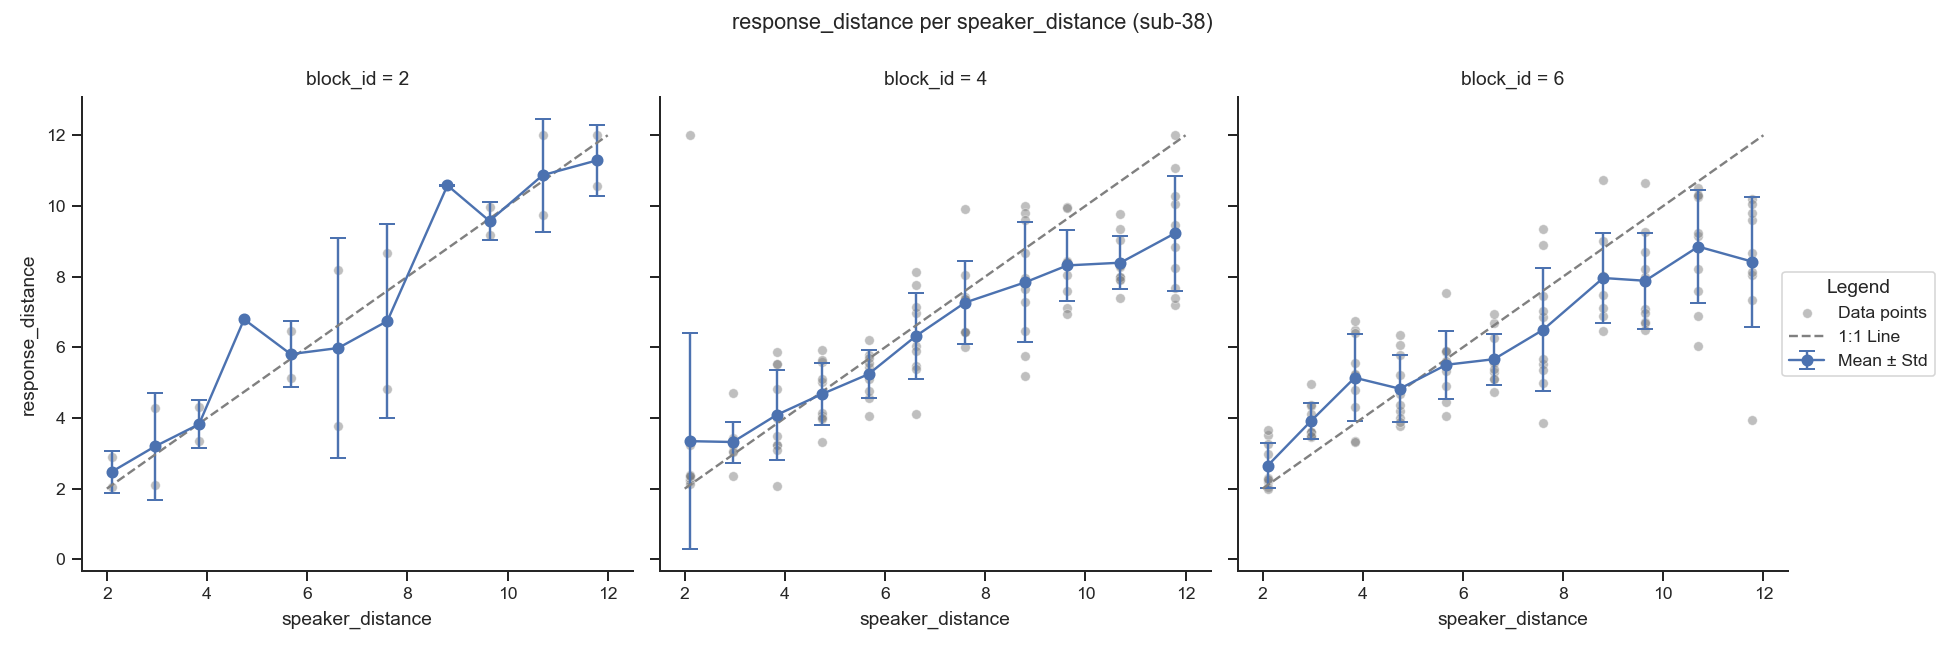 response_distance per speaker_distance (sub-38)
block_id = 2
block_id = 4
block_id = 6
response_distance
12
10
8
6
4
2
0
2 4 6 8 10 12
2 4 6 8 10 12
2 4 6 8 10 12
speaker_distance
speaker_distance
speaker_distance
Legend
Data points
1:1 Line
Mean ± Std